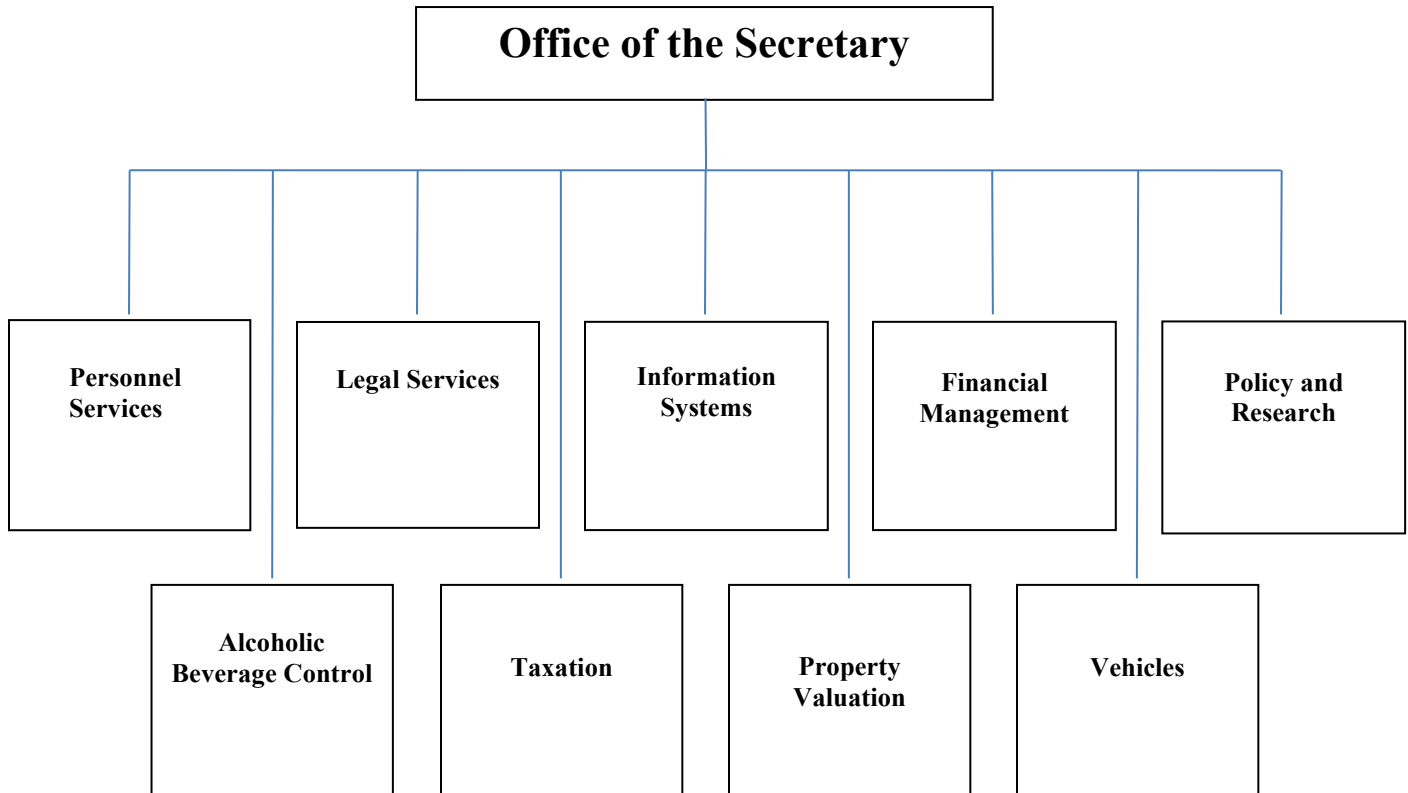 Office of the Secretary
Personnel
Services
Legal Services
Information
Systems
Financial
Management
Policy and
Research
Alcoholic
Beverage Control
Taxation
Property
Valuation
Vehicles